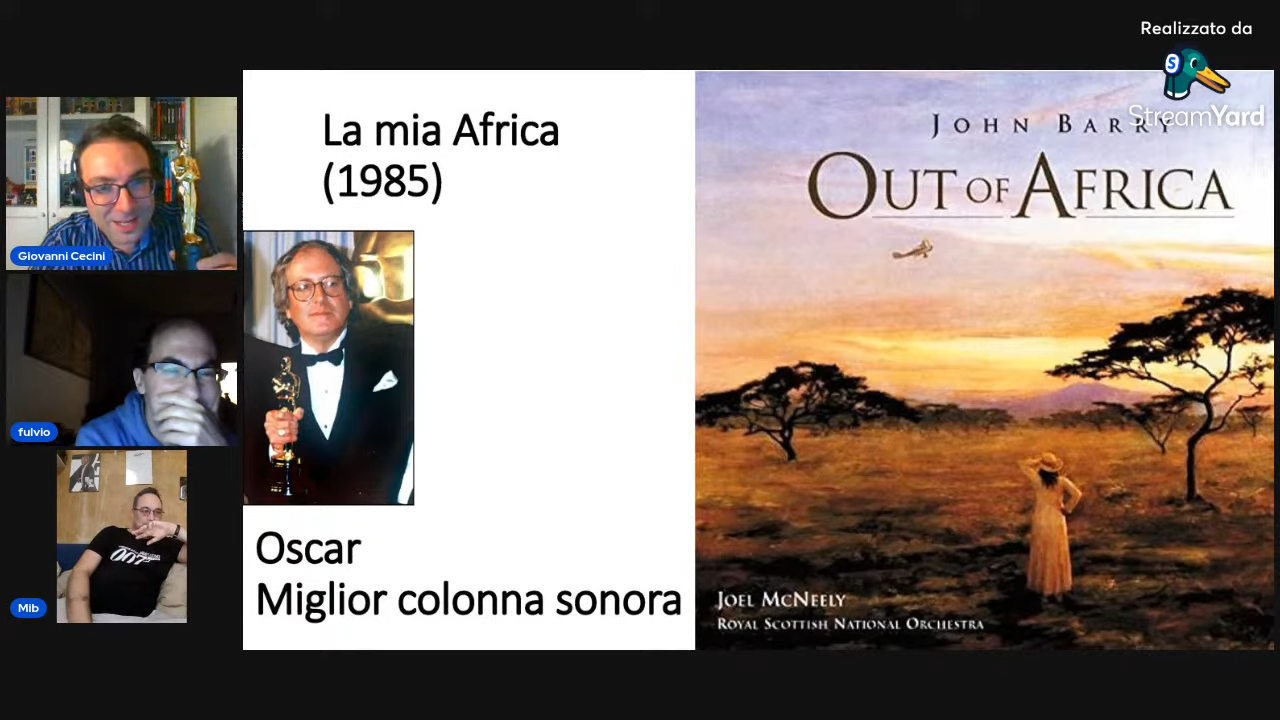 Realizzato da
StreamYard
La mia Africa
(1985)
JOHN BARRY
OUT OF AFRICA
Giovanni Cecini
fulvio
007
Mib
Oscar
Miglior colonna sonora
JOEL MCNEELY
ROYAL SCOTTISH NATIONAL ORCHESTRA